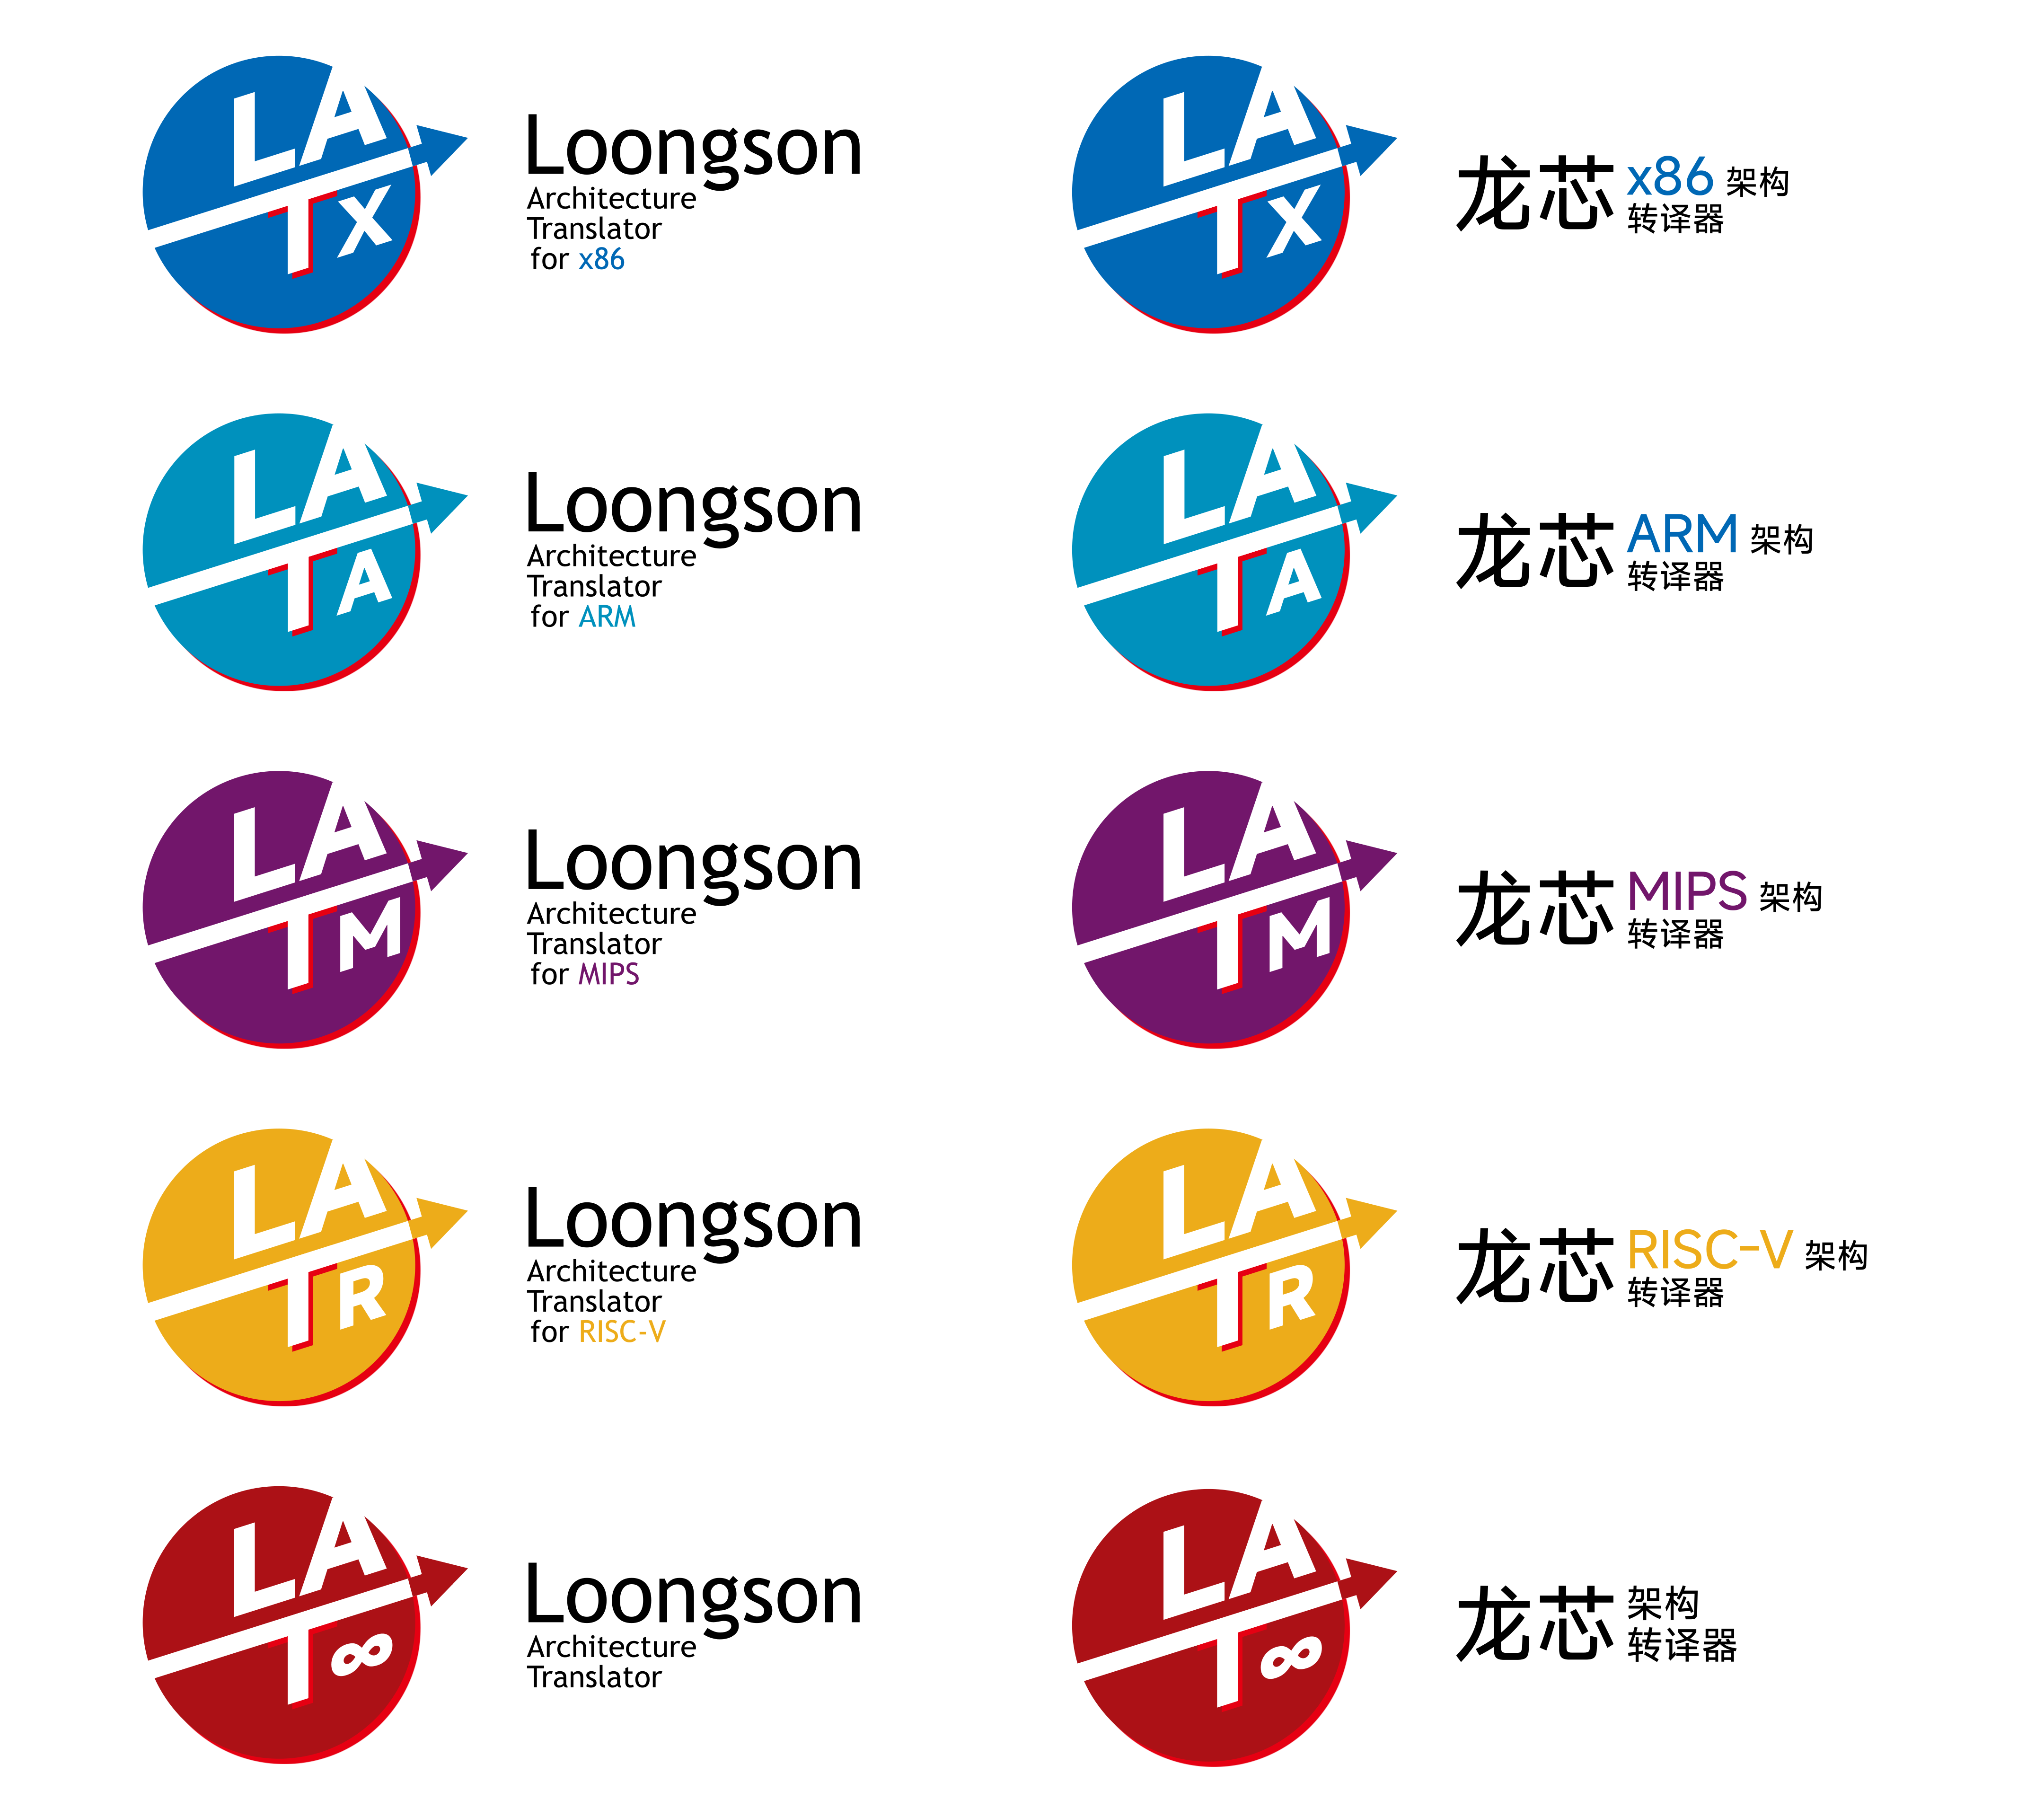 LA
TX
Loongson
Architecture
Translator
for x86
LA
TX
龙芯 x86 架构
转译器
LA
TA
Loongson
Architecture
Translator
for ARM
LA
TA
龙芯 ARM 架构
转译器
LA
TM
Loongson
Architecture
Translator
for MIPS
LA
TM
龙芯 MIPS 架构
转译器
LA
TR
Loongson
Architecture
Translator
for RISC-V
LA
TR
龙芯 RISC-V 架构
转译器
LA
T∞
Loongson
Architecture
Translator
LA
T∞
龙芯 架构
转译器